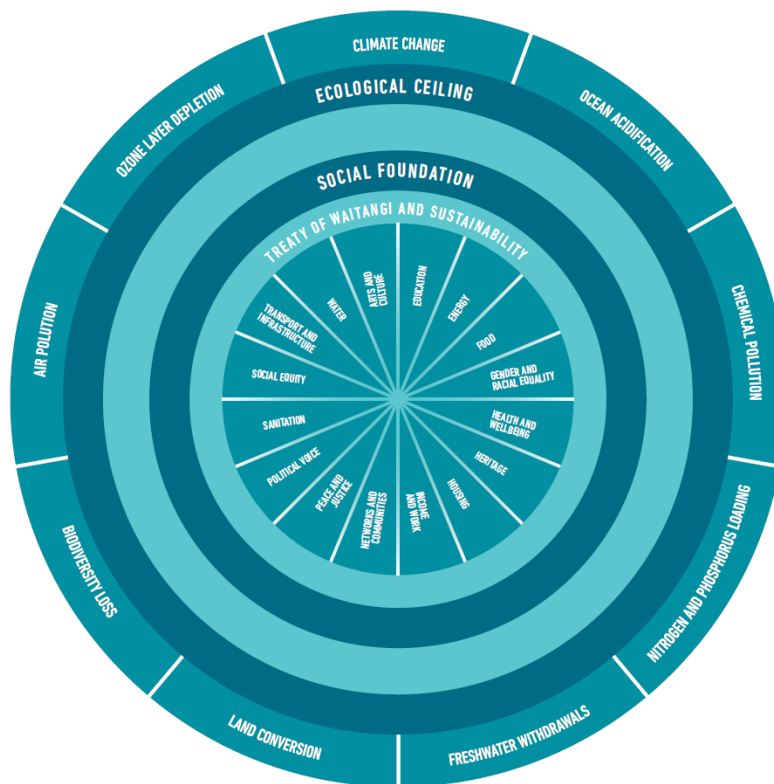 CLIMATE CHANGE
OCEAN ACIDIFICATION
CHEMICAL POLLUTION
NITROGEN AND PHOSPHORUS LOADING
FRESHWATER WITHDRAWALS
LAND CONVERSION
BIODIVERSITY LOSS
AIR POLUTION
OZONE LAYER DEPLETION
ECOLOGICAL CEILING
SOCIAL FOUNDATION
TREATY OF WAITANGI AND SUSTAINABILITY
EDUCATION
ENERGY
FOOD
GENDER AND
RACIAL EQUALITY
HEALTH AND
WELLBEING
HERITAGE
HOUSING
INCOME
AND WORK
NETWORKS AND
COMMUNITIES
PEACE AND
JUSTICE
POLITICAL VOICE
SANITATION
SOCIAL EQUITY
TRANSPORT AND
INFRASTRUCTURE
WATER
ARTS AND
CULTURE